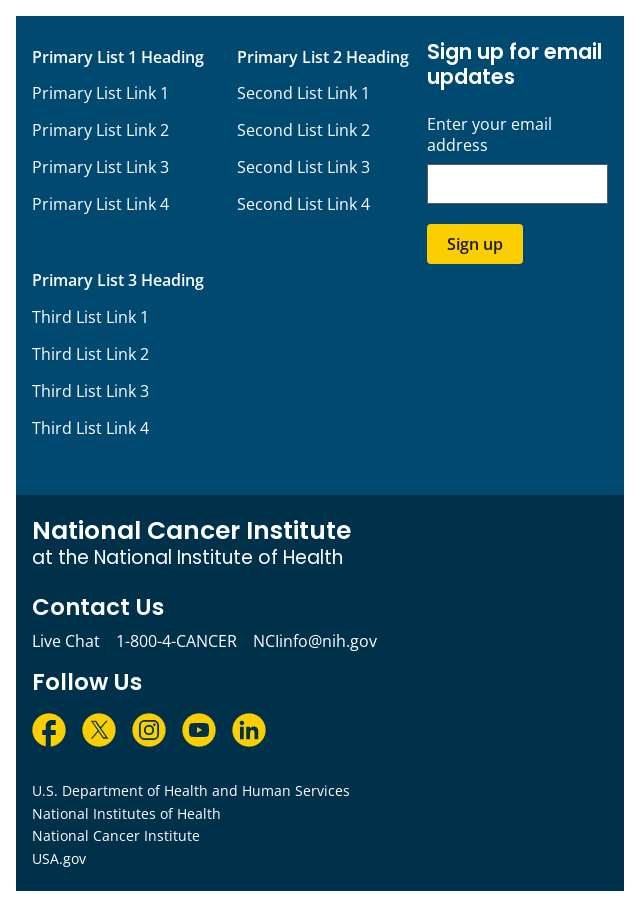 Primary List 1 Heading
Primary List Link 1
Primary List Link 2
Primary List Link 3
Primary List Link 4
Primary List 2 Heading
Second List Link 1
Second List Link 2
Second List Link 3
Second List Link 4
Primary List 3 Heading
Third List Link 1
Third List Link 2
Third List Link 3
Third List Link 4
Sign up for email
updates
Enter your email
address
Sign up
National Cancer Institute
at the National Institute of Health
Contact Us
Live Chat 1-800-4-CANCER NCIinfo@nih.gov
Follow Us
U.S. Department of Health and Human Services
National Institutes of Health
National Cancer Institute
USA.gov